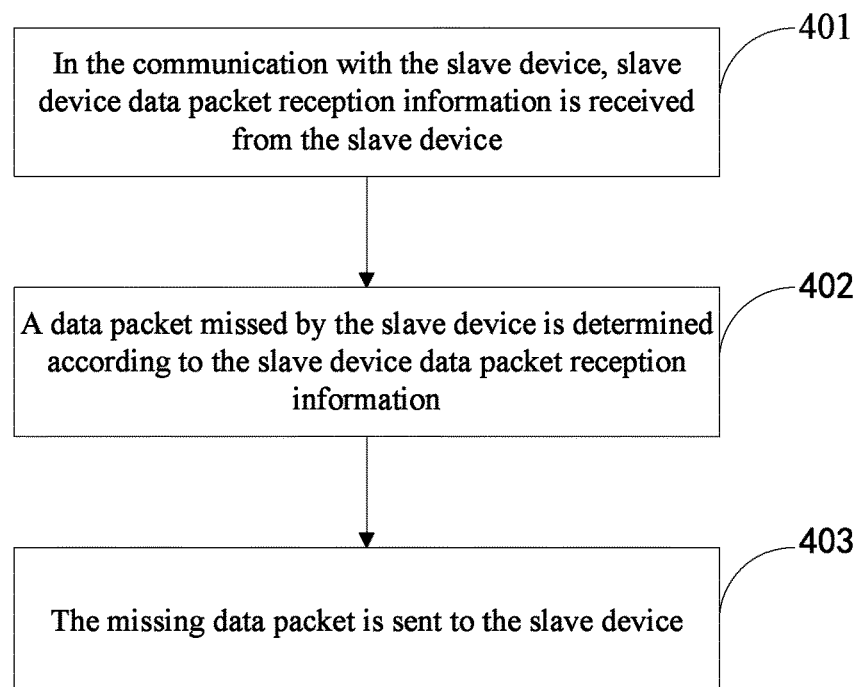 401
In the communication with the slave device, slave
device data packet reception information is received
from the slave device
402
A data packet missed by the slave device is determined
according to the slave device data packet reception
information
403
The missing data packet is sent to the slave device